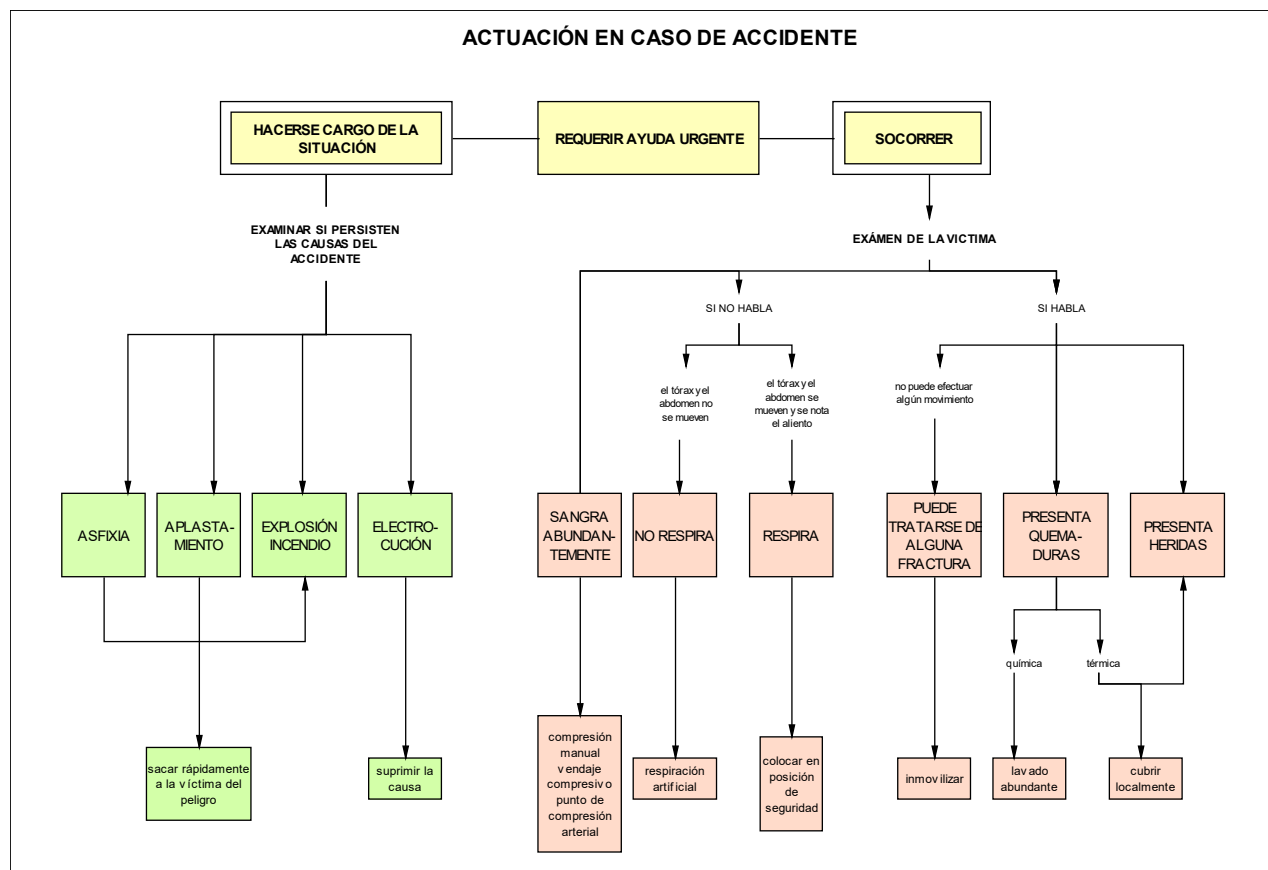 ACTUACIÓN EN CASO DE ACCIDENTE
HACERSE CARGO DE LA
SITUACIÓN
REQUERIR AYUDA URGENTE
SOCORRER
EXAMINAR SI PERSISTEN
LAS CAUSAS DEL
ACCIDENTE
EXÁMEN DE LA VICTIMA
SI NO HABLA
SI HABLA
el tórax y el
abdomen no
se mueven
el tórax y el
abdomen se
mueven y se nota
el aliento
no puede efectuar
algún movimiento
ASFIXIA
APLASTA-
MIENTO
EXPLOSIÓN
INCENDIO
ELECTRO-
CUCIÓN
SANGRA
ABUNDAN-
TEMENTE
NO RESPIRA
RESPIRA
PUEDE
TRATARSE DE
ALGUNA
FRACTURA
PRESENTA
QUEMA-
DURAS
PRESENTA
HERIDAS
química
térmica
sacar rápidamente
a la víctima del
peligro
suprimir la
causa
compresión
manual
vendaje
compresivo
punto de
compresión
arterial
respiración
artificial
colocar en
posición
de
seguridad
inmovilizar
lavado
abundante
cubrir
localmente